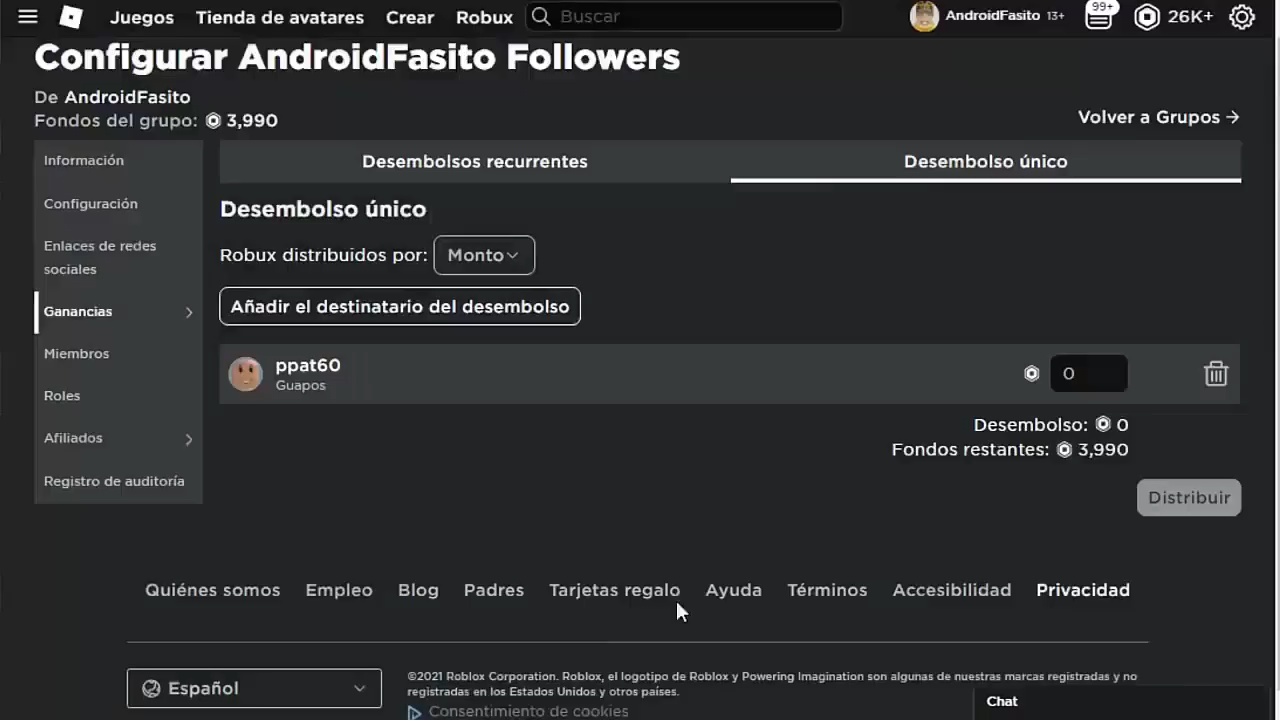 Juegos Tienda de avatares Crear Robux Buscar AndroidFasito 13+ 99+ 26K+
Configurar AndroidFasito Followers
De AndroidFasito
Fondos del grupo: 3,990
Volver a Grupos →
Información
Configuración
Enlaces de redes
sociales
Ganancias
Miembros
Roles
Afiliados
Registro de auditoría
Desembolsos recurrentes Desembolso único
Desembolso único
Robux distribuidos por: Monto
Añadir el destinatario del desembolso
ppat60
Guapos
0
Desembolso: 0
Fondos restantes: 3,990
Distribuir
Quiénes somos Empleo Blog Padres Tarjetas regalo Ayuda Términos Accesibilidad Privacidad
Español
©2021 Roblox Corporation. Roblox, el logotipo de Roblox y Powering Imagination son algunas de nuestras marcas registradas y no
registradas en los Estados Unidos y otros países.
Consentimiento de cookies
Chat